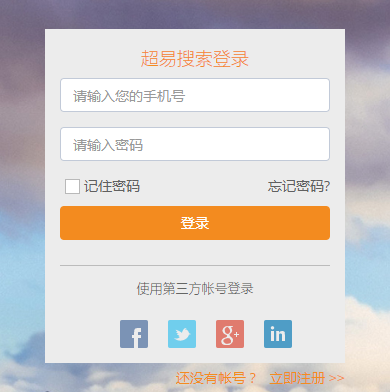 超易搜索登录
请输入您的手机号
请输入密码
记住密码 忘记密码?
登录
使用第三方帐号登录
f g+ in
还没有帐号？ 立即注册 >>